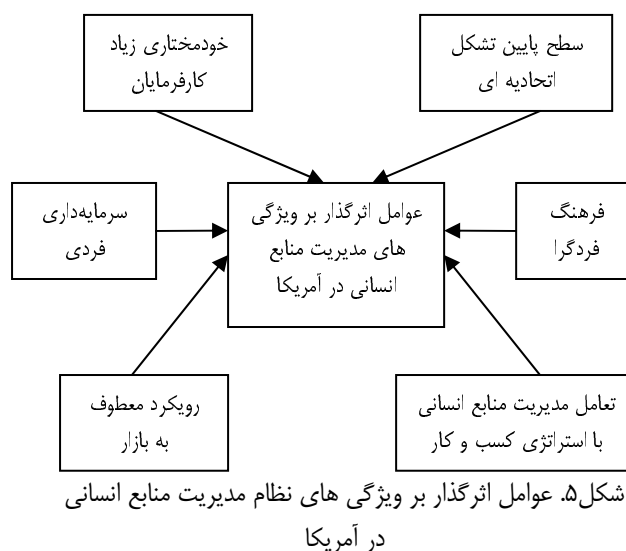 سطح پایین تشکل
اتحادیه ای
خودمختاری زیاد
کارفرمایان
فرهنگ
فردگرا
عوامل اثرگذار بر ویژگی
های مدیریت منابع
انسانی در آمریکا
سرمایه‌داری
فردی
تعامل مدیریت منابع انسانی
با استراتژی کسب و کار
رویکرد معطوف
به بازار
شکل۵. عوامل اثرگذار بر ویژگی های نظام مدیریت منابع انسانی
در آمریکا